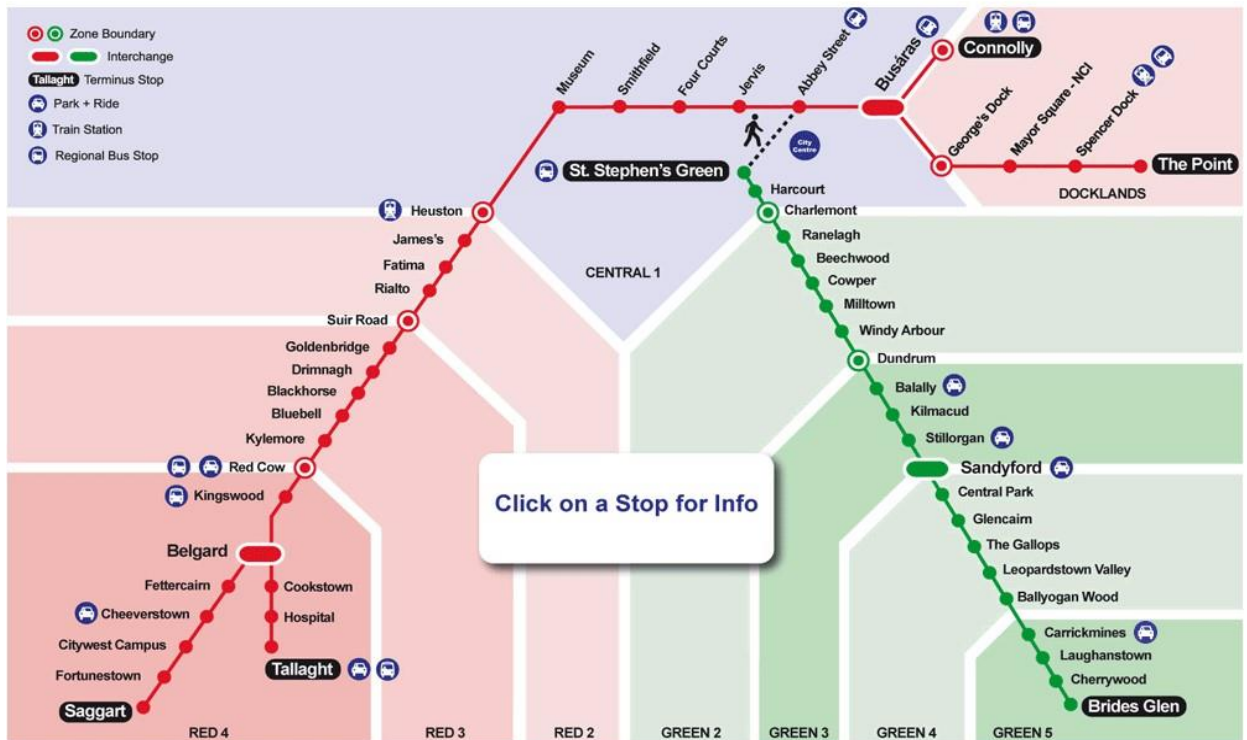 Zone Boundary
Interchange
Tallaght Terminus Stop
Park + Ride
Train Station
Regional Bus Stop
Museum
Smithfield
Four Courts
Jervis
Abbey Street
Busáras
Connolly
George's Dock
Mayor Square - NCI
Spencer Dock
The Point
DOCKLANDS
City
Centre
St. Stephen's Green
Harcourt
Charlemont
Ranelagh
Beechwood
Cowper
Milltown
Windy Arbour
Dundrum
Balally
Kilmacud
Stillorgan
Sandyford
Central Park
Glencairn
The Gallops
Leopardstown Valley
Ballyogan Wood
Carrickmines
Laughanstown
Cherrywood
Brides Glen
CENTRAL 1
Heuston
James's
Fatima
Rialto
Suir Road
Goldenbridge
Drimnagh
Blackhorse
Bluebell
Kylemore
Red Cow
Kingswood
Belgard
Fettercairn
Cheeverstown
Citywest Campus
Fortunestown
Saggart
Cookstown
Hospital
Tallaght
Click on a Stop for Info
RED 4
RED 3
RED 2
GREEN 2
GREEN 3
GREEN 4
GREEN 5